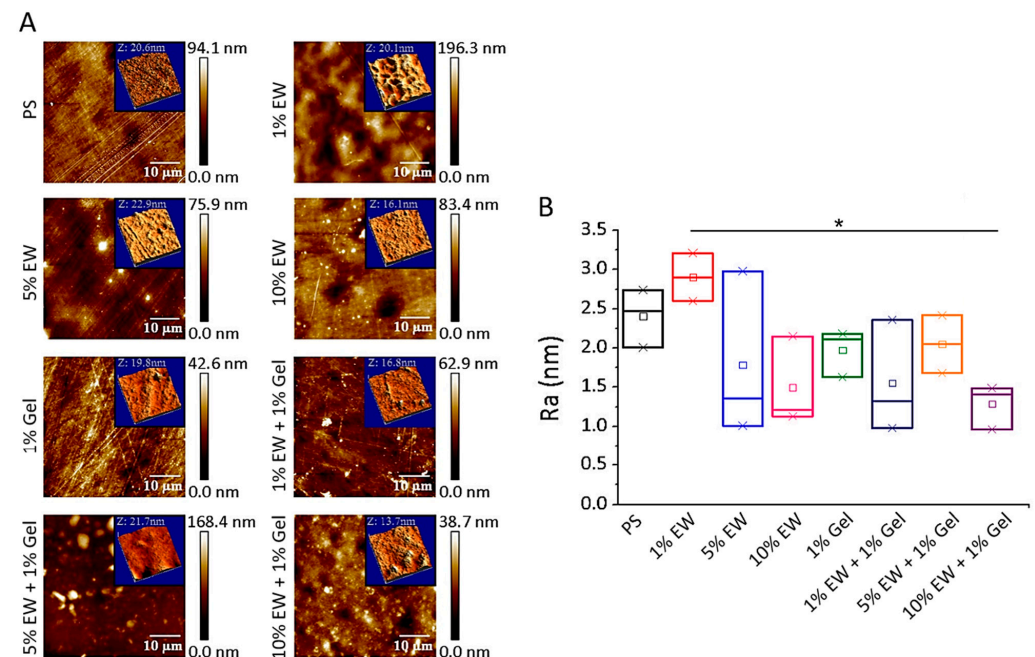 A
PS
Z: 20.6nm
94.1 nm
10 µm
0.0 nm
1% EW
Z: 20.1nm
196.3 nm
10 µm
0.0 nm
5% EW
Z: 22.9nm
75.9 nm
10 µm
0.0 nm
10% EW
Z: 16.1nm
83.4 nm
10 µm
0.0 nm
1% Gel
Z: 19.8nm
42.6 nm
10 µm
0.0 nm
1% EW + 1% Gel
Z: 16.8nm
62.9 nm
10 µm
0.0 nm
5% EW + 1% Gel
Z: 21.7nm
168.4 nm
10 µm
0.0 nm
10% EW + 1% Gel
Z: 13.7nm
38.7 nm
10 µm
0.0 nm
B
*
Ra (nm)
3.5
3.0
2.5
2.0
1.5
1.0
0.5
0.0
PS
1% EW
5% EW
10% EW
1% Gel
1% EW + 1% Gel
5% EW + 1% Gel
10% EW + 1% Gel